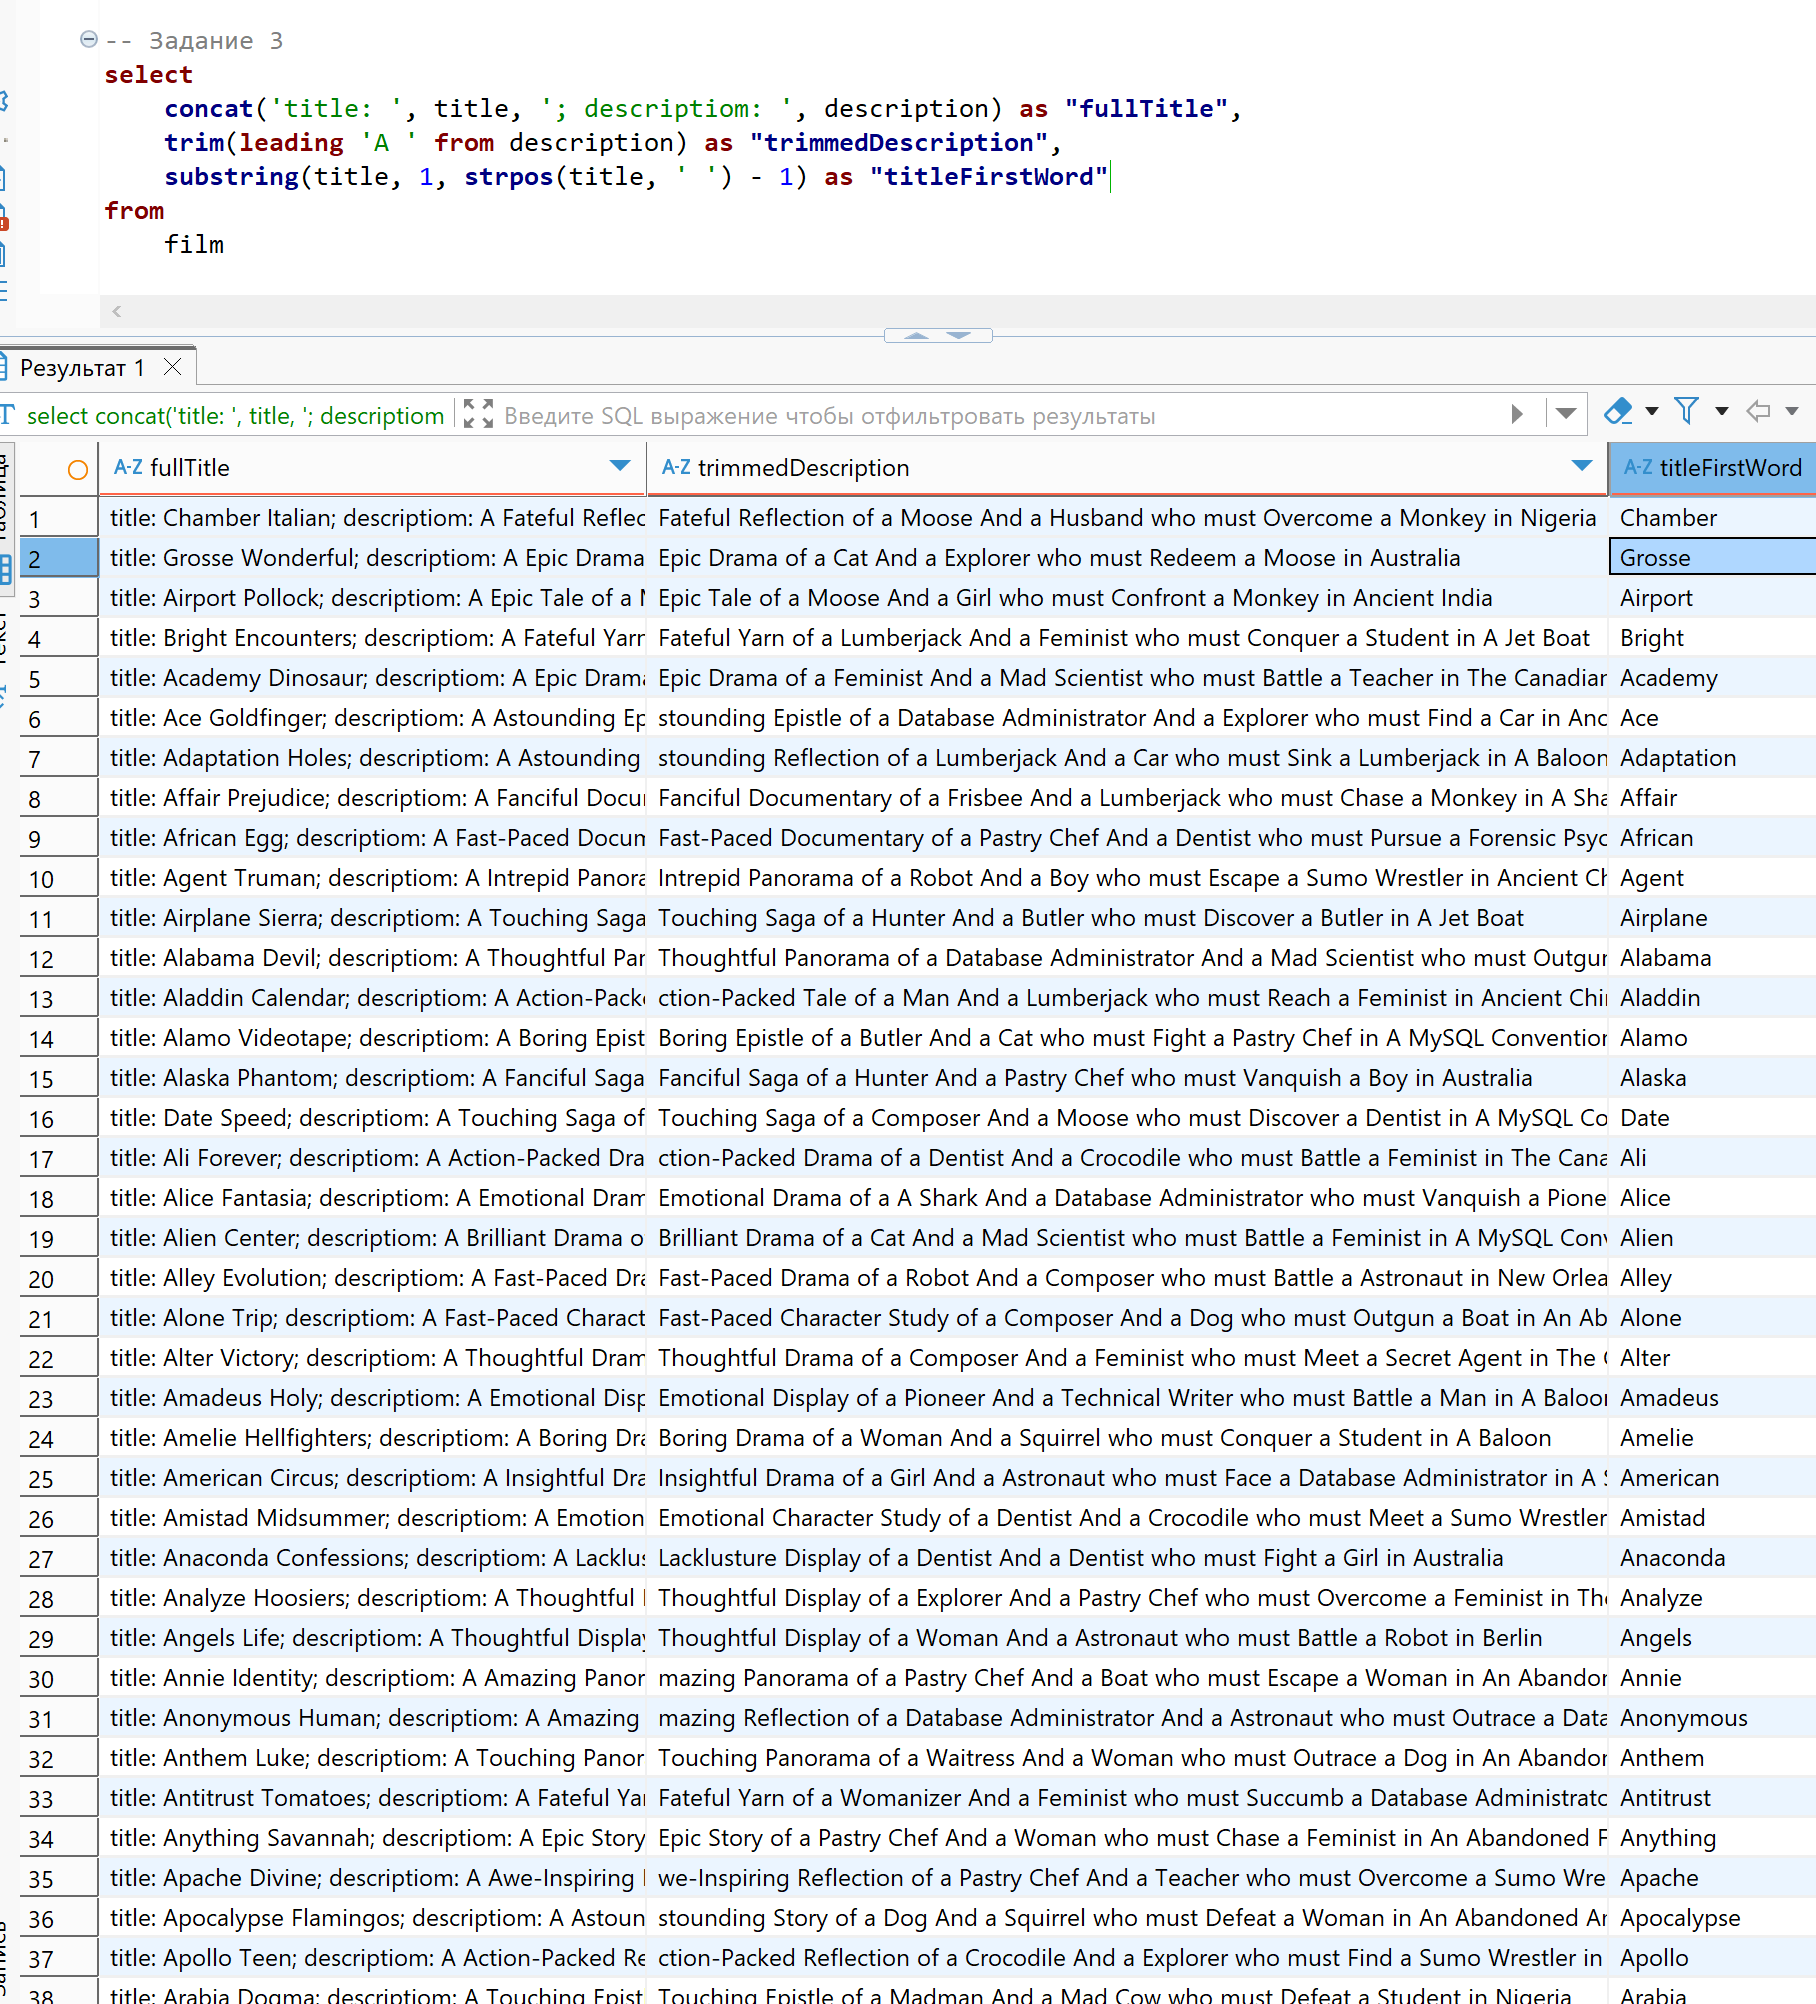 -- Задание 3
select
concat('title: ', title, '; descriptiom: ', description) as "fullTitle",
trim(leading 'A ' from description) as "trimmedDescription",
substring(title, 1, strpos(title, ' ') - 1) as "titleFirstWord"
from
film
Результат 1
select concat('title: ', title, '; descriptiom Введите SQL выражение чтобы отфильтровать результаты
A-Z fullTitle A-Z trimmedDescription A-Z titleFirstWord
1 title: Chamber Italian; descriptiom: A Fateful Reflec Fateful Reflection of a Moose And a Husband who must Overcome a Monkey in Nigeria Chamber
2 title: Grosse Wonderful; descriptiom: A Epic Drama Epic Drama of a Cat And a Explorer who must Redeem a Moose in Australia Grosse
3 title: Airport Pollock; descriptiom: A Epic Tale of a Epic Tale of a Moose And a Girl who must Confront a Monkey in Ancient India Airport
4 title: Bright Encounters; descriptiom: A Fateful Yarn Fateful Yarn of a Lumberjack And a Feminist who must Conquer a Student in A Jet Boat Bright
5 title: Academy Dinosaur; descriptiom: A Epic Drama Epic Drama of a Feminist And a Mad Scientist who must Battle a Teacher in The Canadian Academy
6 title: Ace Goldfinger; descriptiom: A Astounding Ep stounding Epistle of a Database Administrator And a Explorer who must Find a Car in Anc Ace
7 title: Adaptation Holes; descriptiom: A Astounding stounding Reflection of a Lumberjack And a Car who must Sink a Lumberjack in A Baloon Adaptation
8 title: Affair Prejudice; descriptiom: A Fanciful Docu Fanciful Documentary of a Frisbee And a Lumberjack who must Chase a Monkey in A Sha Affair
9 title: African Egg; descriptiom: A Fast-Paced Docum Fast-Paced Documentary of a Pastry Chef And a Dentist who must Pursue a Forensic Psyc African
10 title: Agent Truman; descriptiom: A Intrepid Panora Intrepid Panorama of a Robot And a Boy who must Escape a Sumo Wrestler in Ancient Ch Agent
11 title: Airplane Sierra; descriptiom: A Touching Saga Touching Saga of a Hunter And a Butler who must Discover a Butler in A Jet Boat Airplane
12 title: Alabama Devil; descriptiom: A Thoughtful Par Thoughtful Panorama of a Database Administrator And a Mad Scientist who must Outgun Alabama
13 title: Aladdin Calendar; descriptiom: A Action-Pack ction-Packed Tale of a Man And a Lumberjack who must Reach a Feminist in Ancient Chi Aladdin
14 title: Alamo Videotape; descriptiom: A Boring Epist Boring Epistle of a Butler And a Cat who must Fight a Pastry Chef in A MySQL Convention Alamo
15 title: Alaska Phantom; descriptiom: A Fanciful Saga Fanciful Saga of a Hunter And a Pastry Chef who must Vanquish a Boy in Australia Alaska
16 title: Date Speed; descriptiom: A Touching Saga of Touching Saga of a Composer And a Moose who must Discover a Dentist in A MySQL Co Date
17 title: Ali Forever; descriptiom: A Action-Packed Dra ction-Packed Drama of a Dentist And a Crocodile who must Battle a Feminist in The Cana Ali
18 title: Alice Fantasia; descriptiom: A Emotional Dram Emotional Drama of a A Shark And a Database Administrator who must Vanquish a Pione Alice
19 title: Alien Center; descriptiom: A Brilliant Drama o Brilliant Drama of a Cat And a Mad Scientist who must Battle a Feminist in A MySQL Conv Alien
20 title: Alley Evolution; descriptiom: A Fast-Paced Dra Fast-Paced Drama of a Robot And a Composer who must Battle a Astronaut in New Orlea Alley
21 title: Alone Trip; descriptiom: A Fast-Paced Charact Fast-Paced Character Study of a Composer And a Dog who must Outgun a Boat in An Ab Alone
22 title: Alter Victory; descriptiom: A Thoughtful Dram Thoughtful Drama of a Composer And a Feminist who must Meet a Secret Agent in The Alter
23 title: Amadeus Holy; descriptiom: A Emotional Disp Emotional Display of a Pioneer And a Technical Writer who must Battle a Man in A Baloon Amadeus
24 title: Amelie Hellfighters; descriptiom: A Boring Dra Boring Drama of a Woman And a Squirrel who must Conquer a Student in A Baloon Amelie
25 title: American Circus; descriptiom: A Insightful Dra Insightful Drama of a Girl And a Astronaut who must Face a Database Administrator in A American
26 title: Amistad Midsummer; descriptiom: A Emotion Emotional Character Study of a Dentist And a Crocodile who must Meet a Sumo Wrestler Amistad
27 title: Anaconda Confessions; descriptiom: A Lacklus Lacklusture Display of a Dentist And a Dentist who must Fight a Girl in Australia Anaconda
28 title: Analyze Hoosiers; descriptiom: A Thoughtful Thoughtful Display of a Explorer And a Pastry Chef who must Overcome a Feminist in The Analyze
29 title: Angels Life; descriptiom: A Thoughtful Display Thoughtful Display of a Woman And a Astronaut who must Battle a Robot in Berlin Angels
30 title: Annie Identity; descriptiom: A Amazing Panor mazing Panorama of a Pastry Chef And a Boat who must Escape a Woman in An Abandon Annie
31 title: Anonymous Human; descriptiom: A Amazing mazing Reflection of a Database Administrator And a Astronaut who must Outrace a Data Anonymous
32 title: Anthem Luke; descriptiom: A Touching Panor Touching Panorama of a Waitress And a Woman who must Outrace a Dog in An Abandon Anthem
33 title: Antitrust Tomatoes; descriptiom: A Fateful Yar Fateful Yarn of a Womanizer And a Feminist who must Succumb a Database Administrato Antitrust
34 title: Anything Savannah; descriptiom: A Epic Story Epic Story of a Pastry Chef And a Woman who must Chase a Feminist in An Abandoned F Anything
35 title: Apache Divine; descriptiom: A Awe-Inspiring we-Inspiring Reflection of a Pastry Chef And a Teacher who must Overcome a Sumo Wre Apache
36 title: Apocalypse Flamingos; descriptiom: A Astoun stounding Story of a Dog And a Squirrel who must Defeat a Woman in An Abandoned Ar Apocalypse
37 title: Apollo Teen; descriptiom: A Action-Packed Re ction-Packed Reflection of a Crocodile And a Explorer who must Find a Sumo Wrestler in Apollo
38 title: Arabia Dogma; descriptiom: A Touching Epist Touching Epistle of a Madman And a Mad Cow who must Defeat a Student in Nigeria Arabia